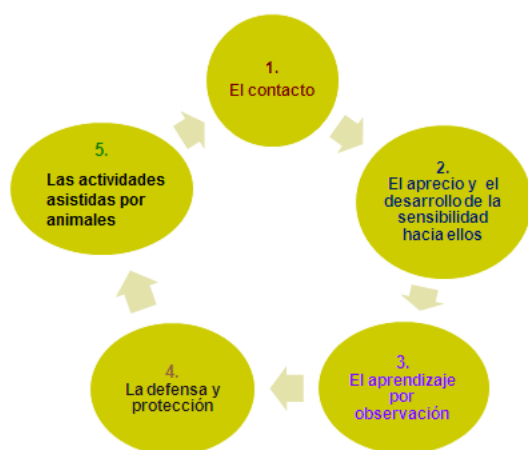 1.
El contacto
2.
El aprecio y el
desarrollo de la
sensibilidad
hacia ellos
3.
El aprendizaje
por
observación
4.
La defensa y
protección
5.
Las actividades
asistidas por
animales